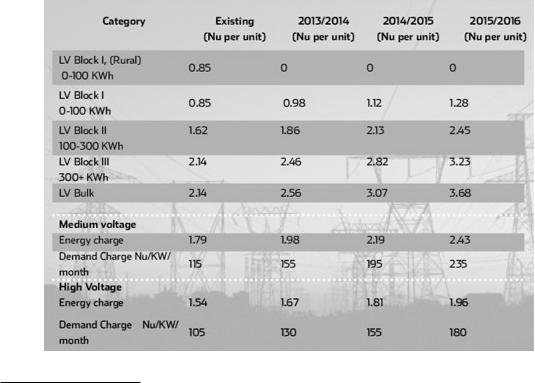 Category Existing 2013/2014 2014/2015 2015/2016
(Nu per unit) (Nu per unit) (Nu per unit) (Nu per unit)
LV Block I, (Rural)
0-100 KWh 0.85 0 0 0
LV Block I
0-100 KWh 0.85 0.98 1.12 1.28
LV Block II 1.62 1.86 2.13 2.45
100-300 KWh
LV Block III 2.14 2.46 2.82 3.23
300+ KWh
LV Bulk 2.14 2.56 3.07 3.68
Medium voltage
Energy charge 1.79 1.98 2.19 2.43
Demand Charge Nu/KW/
month 115 155 195 235
High Voltage
Energy charge 1.54 1.67 1.81 1.96
Demand Charge Nu/KW/
month 105 130 155 180